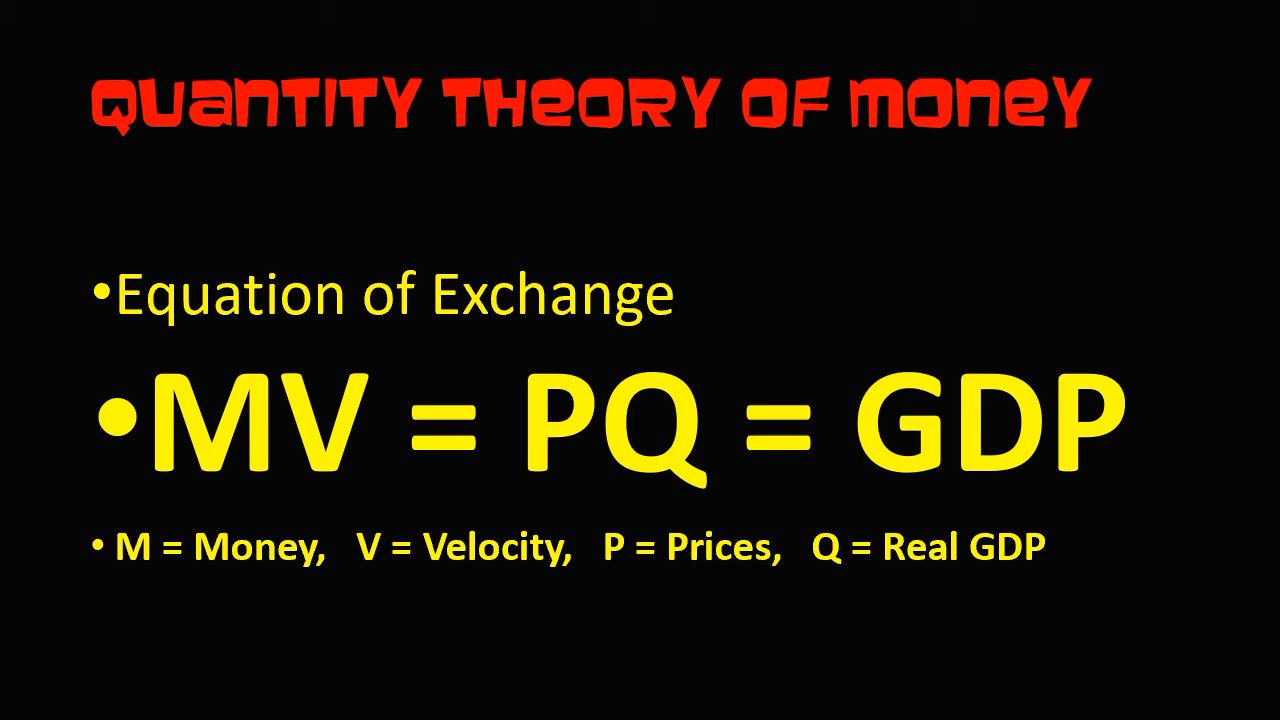 QUaNTITY THeORY OF MONeY
•Equation of Exchange
•MV = PQ = GDP
• M = Money, V = Velocity, P = Prices, Q = Real GDP